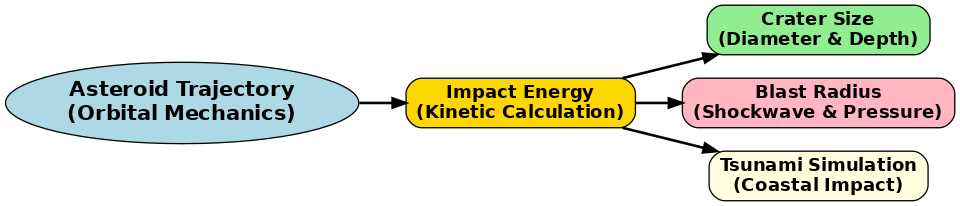 Asteroid Trajectory
(Orbital Mechanics)
Impact Energy
(Kinetic Calculation)
Crater Size
(Diameter & Depth)
Blast Radius
(Shockwave & Pressure)
Tsunami Simulation
(Coastal Impact)